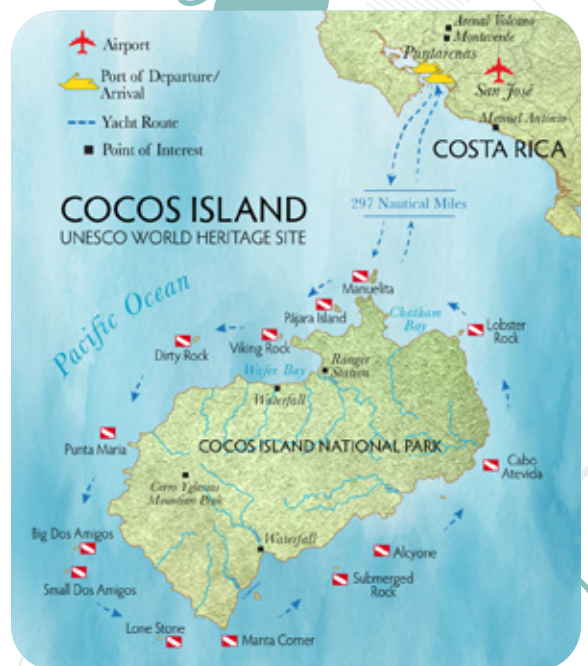 Airport
Port of Departure/
Arrival
Yacht Route
Point of Interest
Arenal Volcano
Monteverde
Puntarenas
San José
Manuel Antonio
COSTA RICA
297 Nautical Miles
COCOS ISLAND
UNESCO WORLD HERITAGE SITE
Pacific Ocean
Manuelita
Pájara Island
Chatham
Bay
Lobster
Rock
Viking Rock
Dirty Rock
Wafer Bay
Ranger
Station
Waterfall
Punta Maria
COCOS ISLAND NATIONAL PARK
Cabo
Atevida
Cerro Yglesias
Mountain Peak
Big Dos Amigos
Waterfall
Alcyone
Small Dos Amigos
Submerged
Rock
Lone Stone
Manta Corner